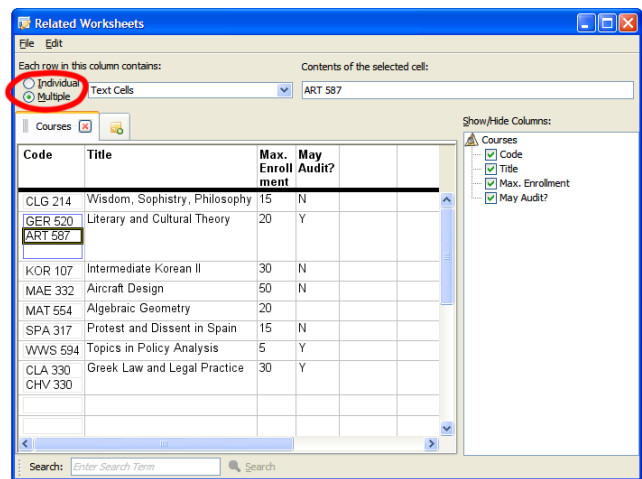 Related Worksheets
File Edit
Each row in this column contains:
Contents of the selected cell:
Individual
Multiple
Text Cells
ART 587
Courses
Show/Hide Columns:
Courses
Code
Title
Max. Enrollment
May Audit?
Code Title Max. Enroll ment May Audit?
CLG 214 Wisdom, Sophistry, Philosophy 15 N
GER 520 Literary and Cultural Theory 20 Y
ART 587
KOR 107 Intermediate Korean II 30 N
MAE 332 Aircraft Design 50 N
MAT 554 Algebraic Geometry 20
SPA 317 Protest and Dissent in Spain 15 N
WWS 594 Topics in Policy Analysis 5 Y
CLA 330 Greek Law and Legal Practice 30 Y
CHV 330
Search: Enter Search Term Search